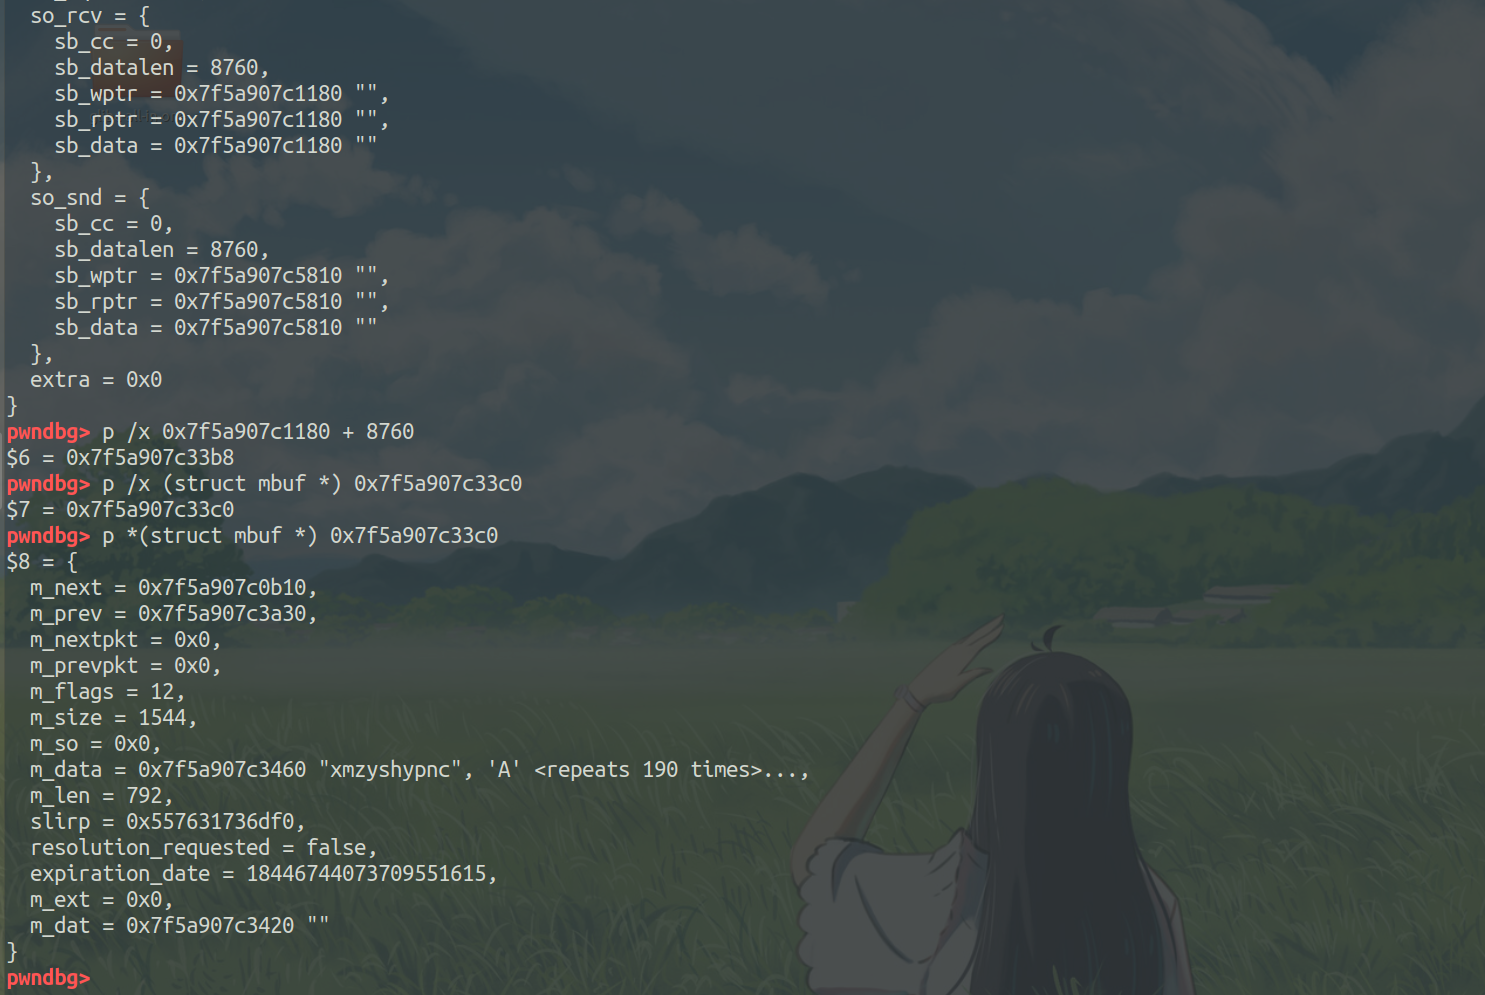 so_rcv = {
sb_cc = 0,
sb_datalen = 8760,
sb_wptr = 0x7f5a907c1180 "",
sb_rptr = 0x7f5a907c1180 "",
sb_data = 0x7f5a907c1180 ""
},
so_snd = {
sb_cc = 0,
sb_datalen = 8760,
sb_wptr = 0x7f5a907c5810 "",
sb_rptr = 0x7f5a907c5810 "",
sb_data = 0x7f5a907c5810 ""
},
extra = 0x0
}
pwndbg> p /x 0x7f5a907c1180 + 8760
$6 = 0x7f5a907c33b8
pwndbg> p /x (struct mbuf *) 0x7f5a907c33c0
$7 = 0x7f5a907c33c0
pwndbg> p *(struct mbuf *) 0x7f5a907c33c0
$8 = {
m_next = 0x7f5a907c0b10,
m_prev = 0x7f5a907c3a30,
m_nextpkt = 0x0,
m_prevpkt = 0x0,
m_flags = 12,
m_size = 1544,
m_so = 0x0,
m_data = 0x7f5a907c3460 "xmzyshypnc", 'A' <repeats 190 times>...,
m_len = 792,
slirp = 0x557631736df0,
resolution_requested = false,
expiration_date = 18446744073709551615,
m_ext = 0x0,
m_dat = 0x7f5a907c3420 ""
}
pwndbg>